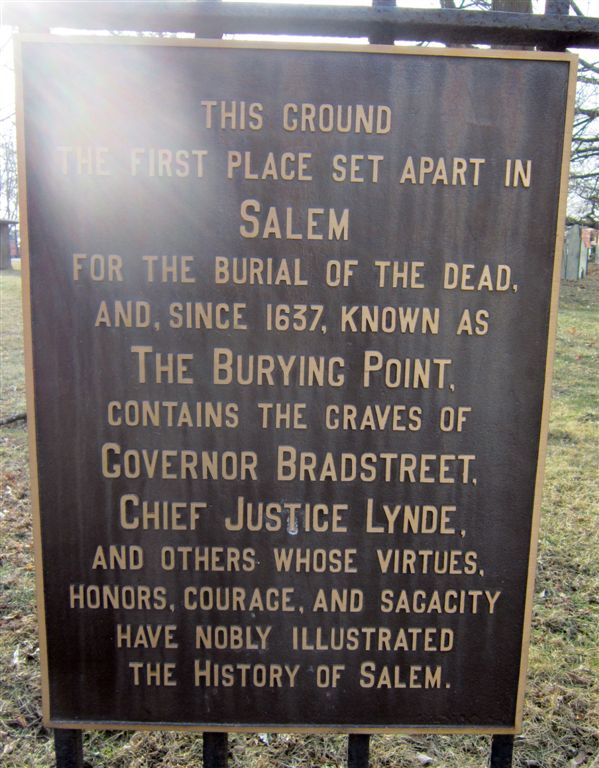 THIS GROUND
THE FIRST PLACE SET APART IN
SALEM
FOR THE BURIAL OF THE DEAD,
AND, SINCE 1637, KNOWN AS
THE BURYING POINT,
CONTAINS THE GRAVES OF
GOVERNOR BRADSTREET,
CHIEF JUSTICE LYNDE,
AND OTHERS WHOSE VIRTUES,
HONORS, COURAGE, AND SAGACITY
HAVE NOBLY ILLUSTRATED
THE HISTORY OF SALEM.